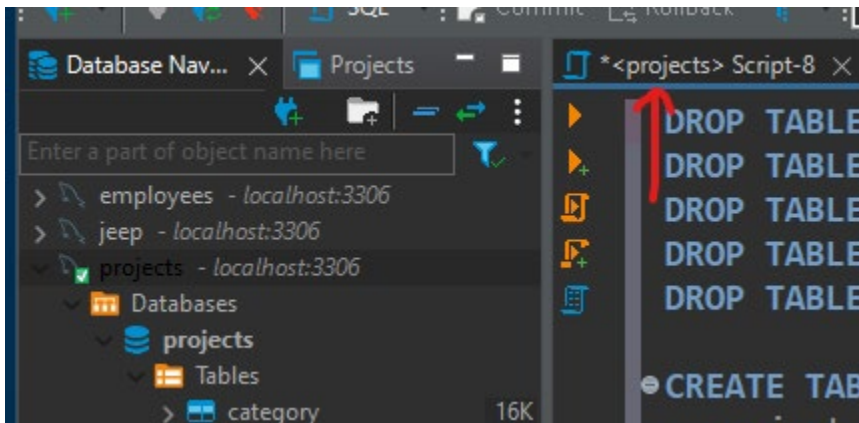 SQL Commit Rollback
Database Nav... Projects
*<projects> Script-8
Enter a part of object name here
employees - localhost:3306
jeep - localhost:3306
projects - localhost:3306
Databases
projects
Tables
category 16K
DROP TABLE
DROP TABLE
DROP TABLE
DROP TABLE
DROP TABLE
CREATE TAB